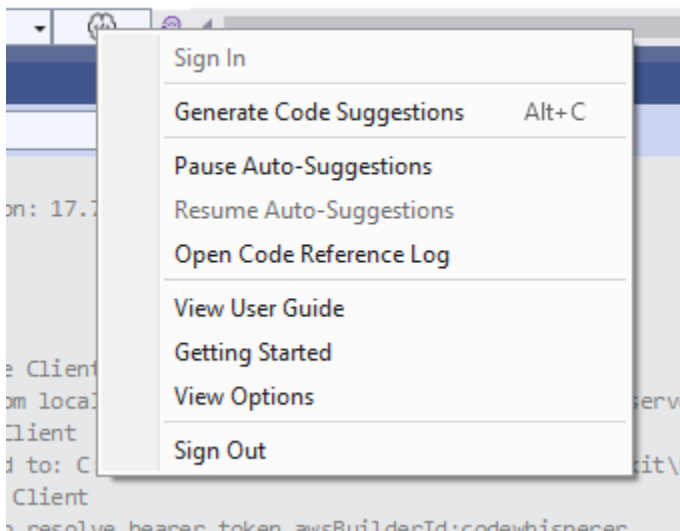 Sign In
Generate Code Suggestions Alt+C
Pause Auto-Suggestions
on: 17.7
Resume Auto-Suggestions
Open Code Reference Log
View User Guide
Getting Started
e Client
View Options
om local
serve
Client
Sign Out
d to: C:
kit\
Client
o resolve bearer token awsBuilderId:codewhisperer